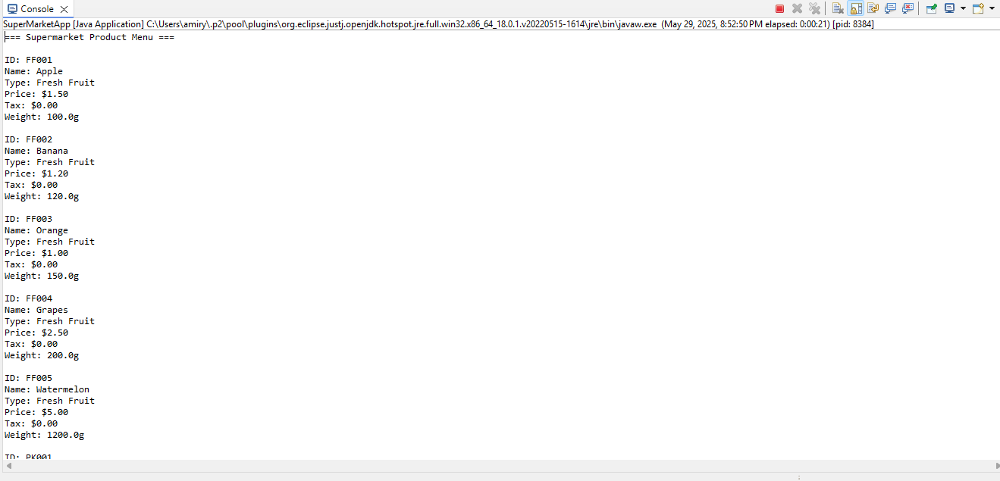 Console
SuperMarketApp [Java Application] C:\Users\amiry\.p2\pool\plugins\org.eclipse.justj.openjdk.hotspot.jre.full.win32.x86_64_18.0.1.v20220515-1614\jre\bin\javaw.exe (May 29, 2025, 8:52:50 PM elapsed: 0:00:21) [pid: 8384]
=== Supermarket Product Menu ===
ID: FF001
Name: Apple
Type: Fresh Fruit
Price: $1.50
Tax: $0.00
Weight: 100.0g
ID: FF002
Name: Banana
Type: Fresh Fruit
Price: $1.20
Tax: $0.00
Weight: 120.0g
ID: FF003
Name: Orange
Type: Fresh Fruit
Price: $1.00
Tax: $0.00
Weight: 150.0g
ID: FF004
Name: Grapes
Type: Fresh Fruit
Price: $2.50
Tax: $0.00
Weight: 200.0g
ID: FF005
Name: Watermelon
Type: Fresh Fruit
Price: $5.00
Tax: $0.00
Weight: 1200.0g
ID: PK001